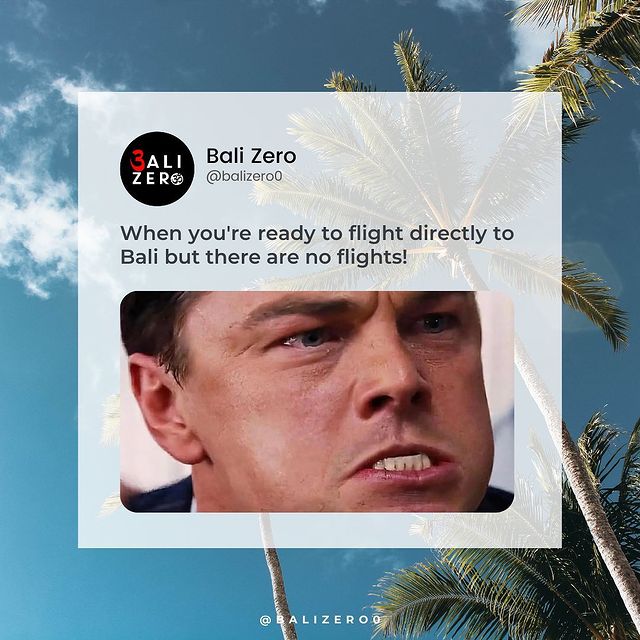 3ALI
ZERO
Bali Zero
@balizero0
When you're ready to flight directly to
Bali but there are no flights!
@BALIZERO0